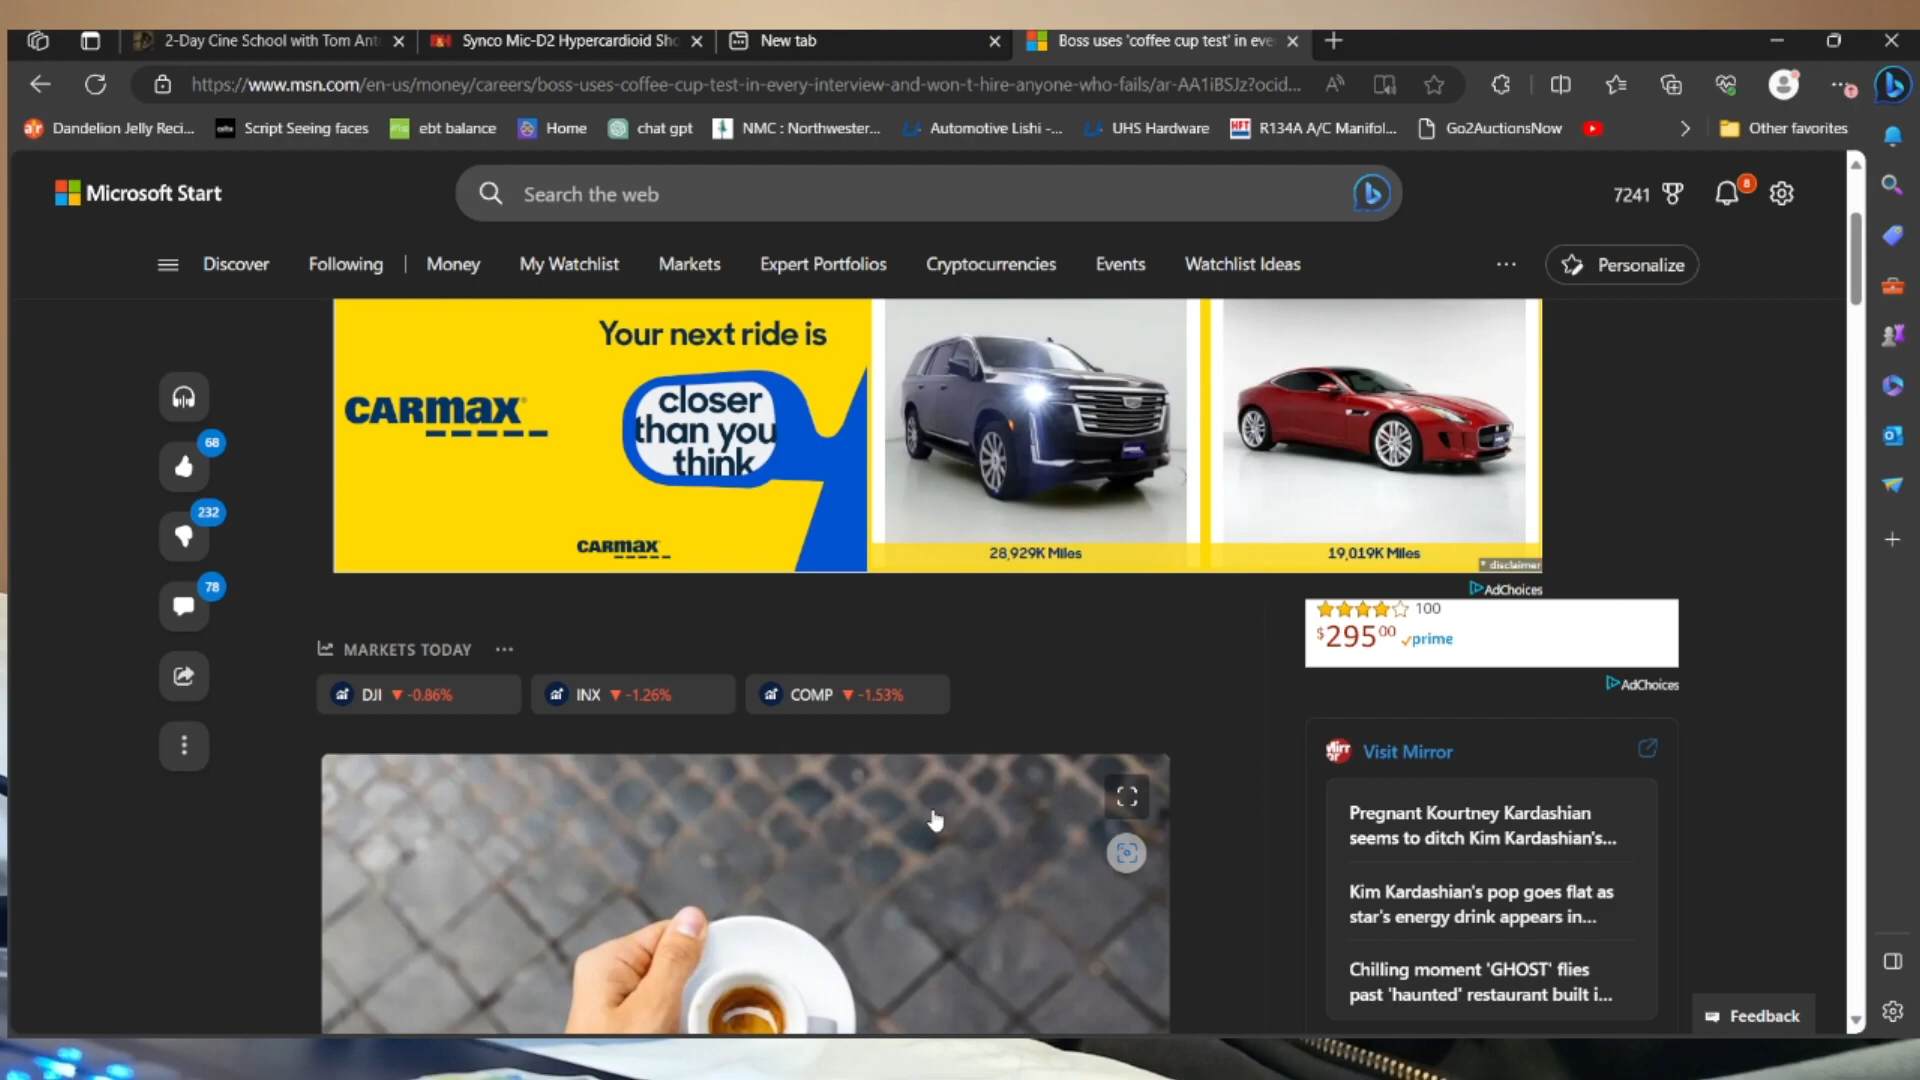 2-Day Cine School with Tom Ant
Synco Mic-D2 Hypercardioid Sho
New tab
Boss uses 'coffee cup test' in eve
https://www.msn.com/en-us/money/careers/boss-uses-coffee-cup-test-in-every-interview-and-won-t-hire-anyone-who-fails/ar-AA1iBSJz?ocid...
Dandelion Jelly Reci...
Script Seeing faces
ebt balance
Home
chat gpt
NMC : Northwester...
Automotive Lishi -...
UHS Hardware
HFT
R134A A/C Manifol...
Go2AuctionsNow
Other favorites
Microsoft Start
Search the web
7241
8
Discover
Following
Money
My Watchlist
Markets
Expert Portfolios
Cryptocurrencies
Events
Watchlist Ideas
Personalize
68
232
78
CARMAX
Your next ride is
closer
than you
think
CARMAX
28,929K Miles
19,019K Miles
* disclaimer
AdChoices
100
$295 00 prime
AdChoices
MARKETS TODAY
DJI -0.86%
INX -1.26%
COMP -1.53%
Visit Mirror
Pregnant Kourtney Kardashian
seems to ditch Kim Kardashian's...
Kim Kardashian's pop goes flat as
star's energy drink appears in...
Chilling moment 'GHOST' flies
past 'haunted' restaurant built i...
Feedback